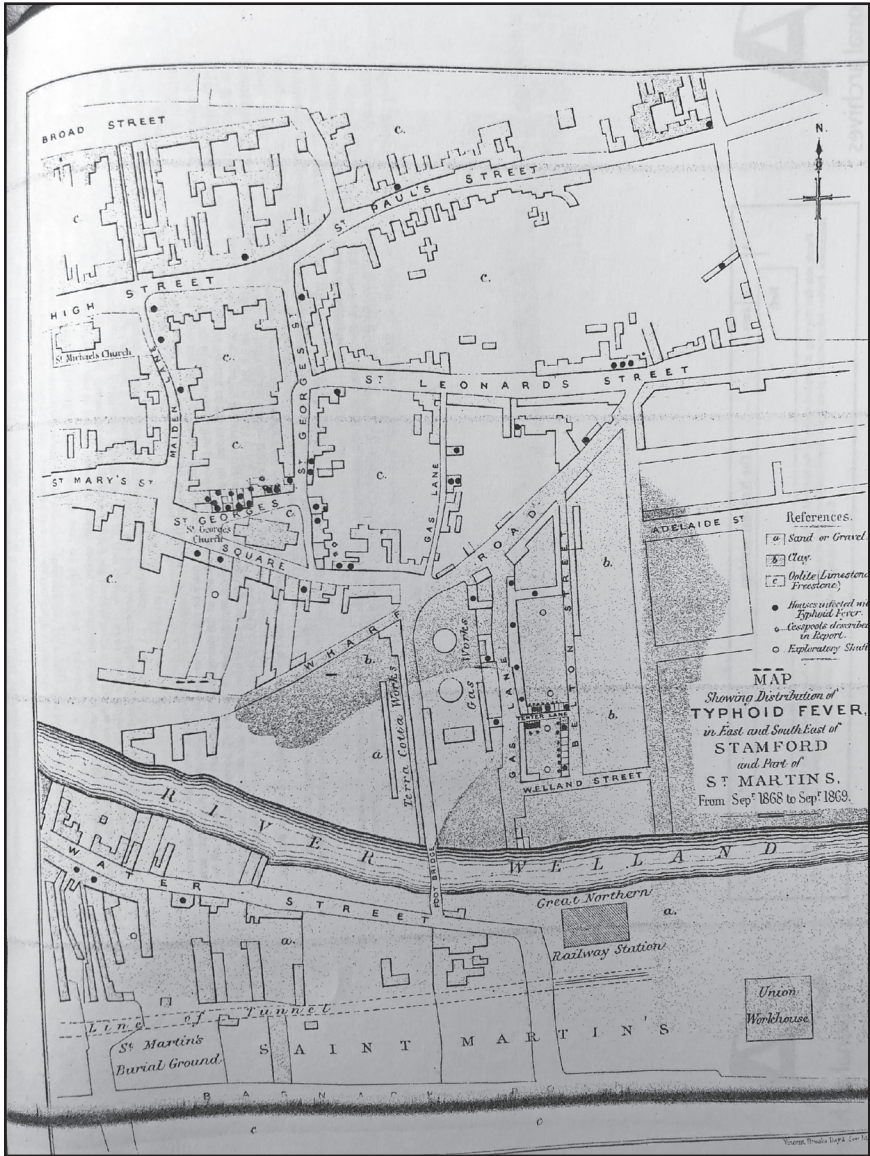 BROAD STREET
c.
N.
ST PAUL'S STREET
c
c.
HIGH STREET
St Michaels Church
MAIDEN LANE
c.
ST GEORGES ST
ST LEONARDS STREET
c.
c.
GAS LANE
ST MARY'S ST
ST GEORGES
St Georges Church
c.
SQUARE
c.
ROAD
WHARF
b.
a
Terra Cotta Works
Gas Works
GAS LANE
TENTER LANE
BELTON STREET
b.
b.
WELLAND STREET
ADELAIDE ST
References.
a Sand or Gravel.
b Clay.
c Oolite (Limestone
Freestone)
Houses infected
Typhoid Fever.
Cesspools
in Report.
Exploratory
MAP
Showing Distribution of
TYPHOID FEVER,
in East and South East of
STAMFORD
and Part of
ST MARTINS,
From Sepr 1868 to Sepr 1869.
RIVER WELLAND
WATER STREET
FOOT BRIDGE
Great Northern
Railway Station
a.
a.
Union
Workhouse
Line of Tunnel
St Martin's
Burial Ground
SAINT MARTIN'S
c
c